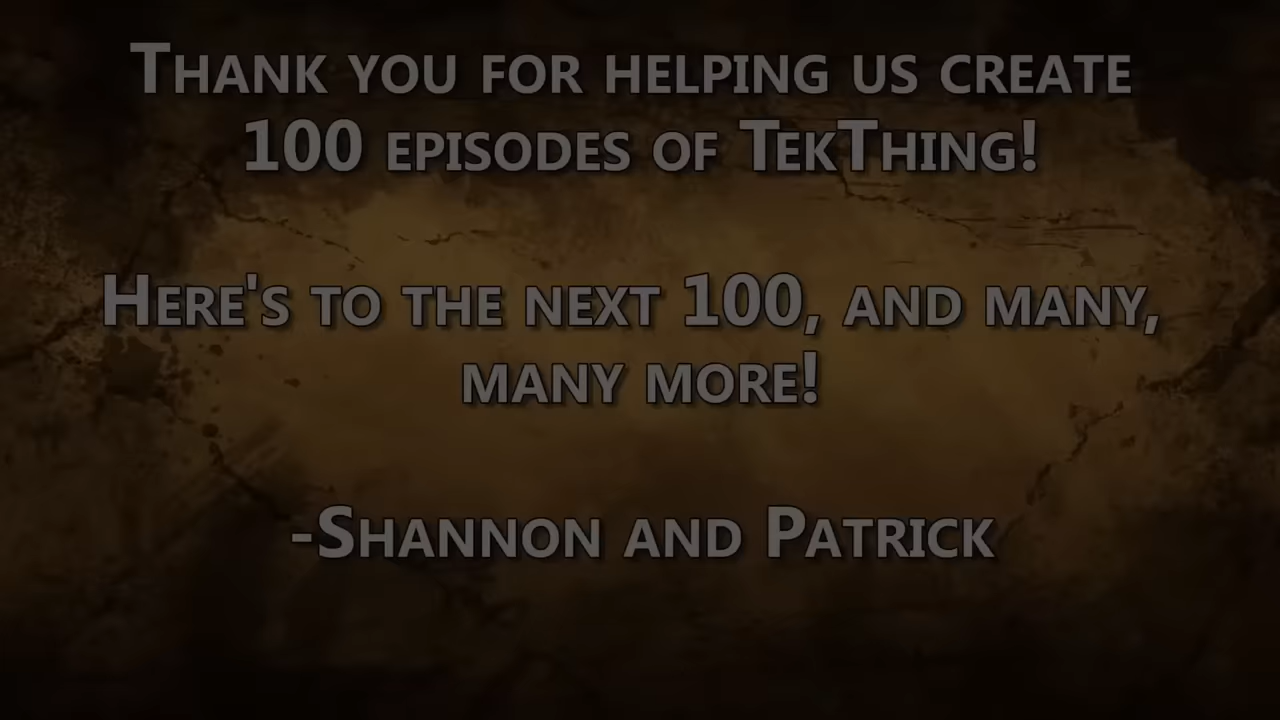 Thank you for helping us create
100 episodes of TekThing!
Here's to the next 100, and many,
many more!
-Shannon and Patrick